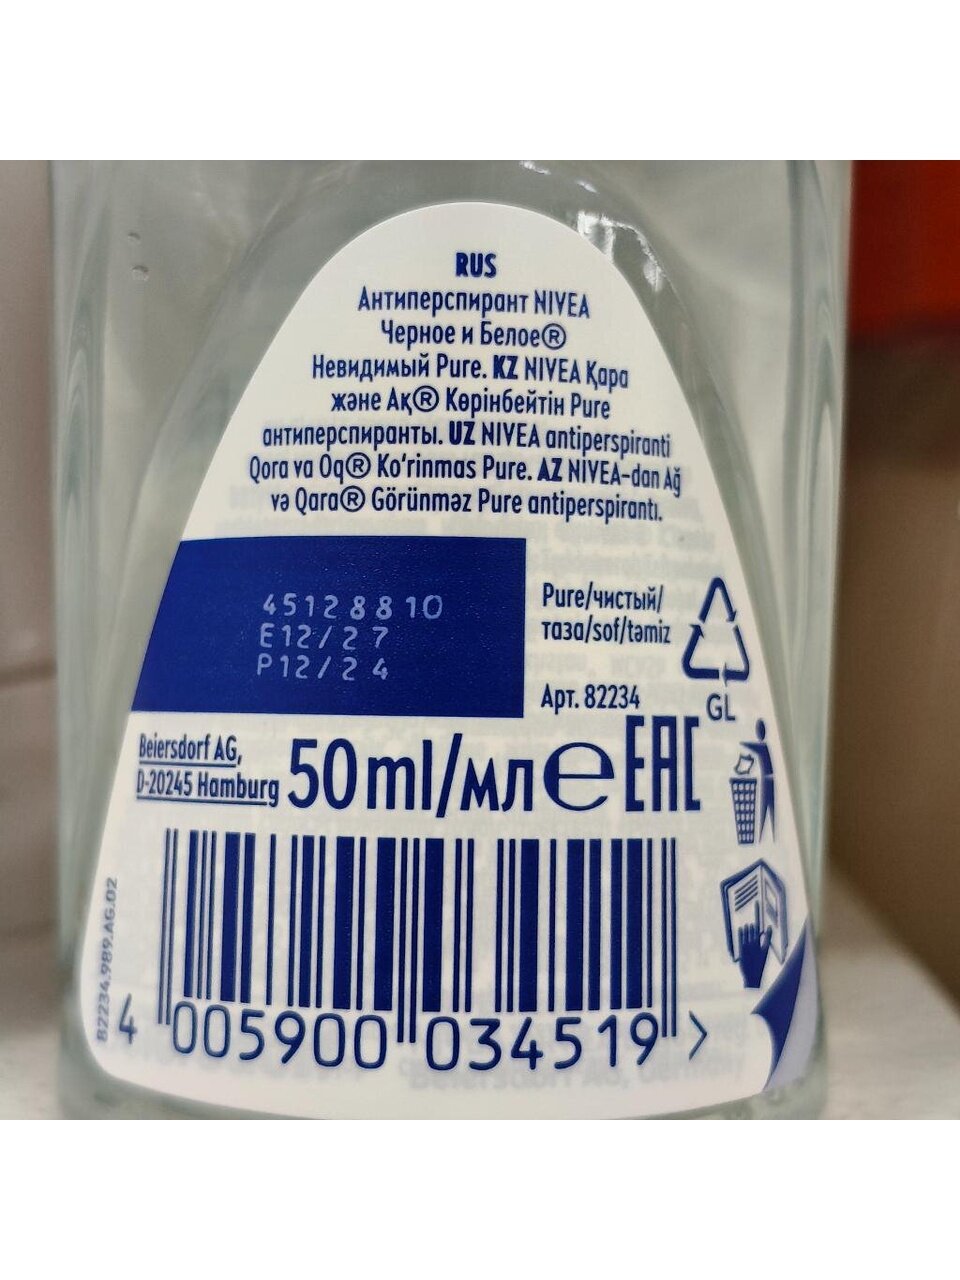 RUS
Антиперспирант NIVEA
Черное и Белое®
Невидимый Pure. KZ NIVEA Қара
және Ақ® Көрінбейтін Pure
антиперспиранты. UZ NIVEA antiperspiranti
Qora va Oq® Ko‘rinmas Pure. AZ NIVEA-dan Ağ
və Qara® Görünməz Pure antiperspirantı.
45128810
E12/27
P12/24
Pure/чистый/
таза/sof/təmiz
Арт. 82234
GL
Beiersdorf AG,
D-20245 Hamburg
50 ml/мл e EAC
82234.989.AG.02
4 005900 034519 >